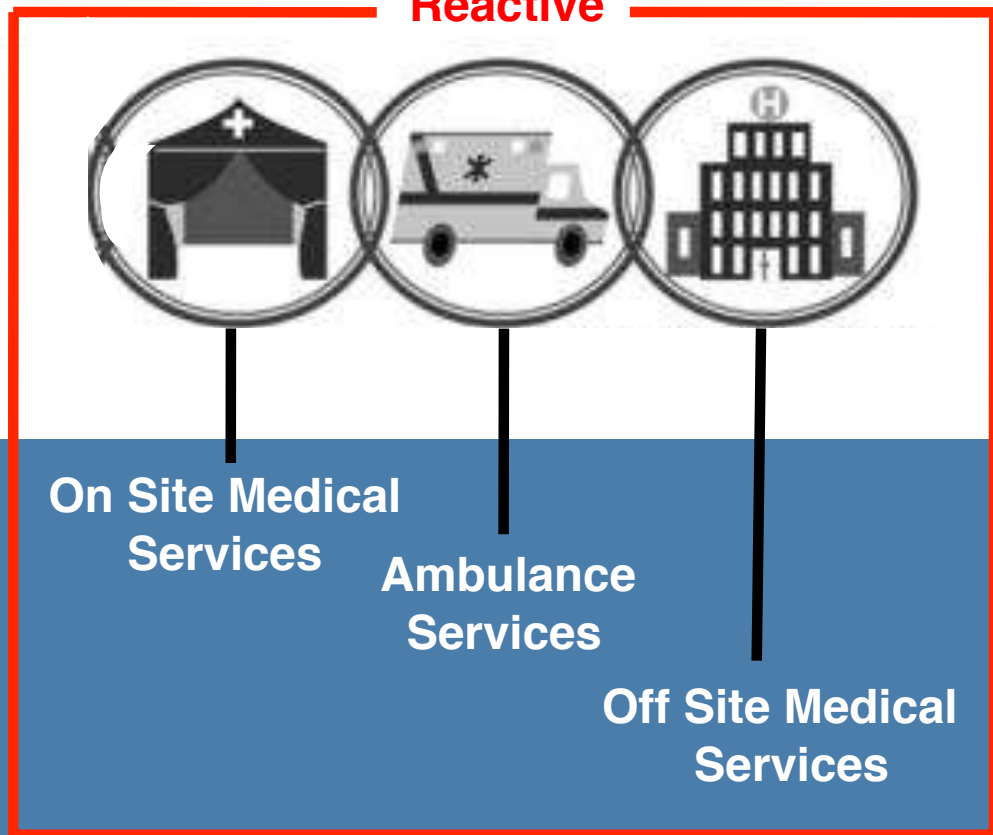 Reactive
H
On Site Medical
Services
Ambulance
Services
Off Site Medical
Services